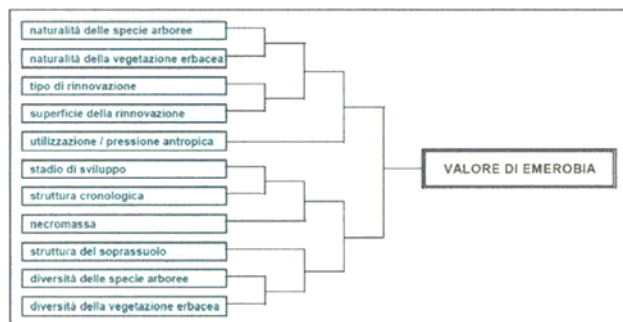 naturalità delle specie arboree
naturalità della vegetazione erbacea
tipo di rinnovazione
superficie della rinnovazione
utilizzazione / pressione antropica
stadio di sviluppo
struttura cronologica
necromassa
struttura del soprassuolo
diversità delle specie arboree
diversità della vegetazione erbacea
VALORE DI EMEROBIA